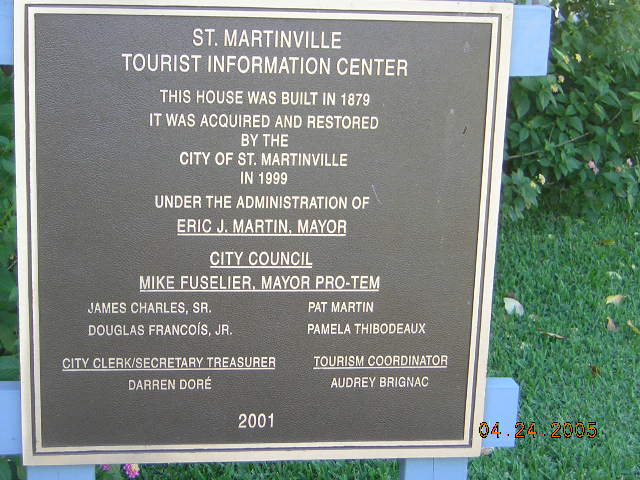 ST. MARTINVILLE
TOURIST INFORMATION CENTER
THIS HOUSE WAS BUILT IN 1879
IT WAS ACQUIRED AND RESTORED
BY THE
CITY OF ST. MARTINVILLE
IN 1999
UNDER THE ADMINISTRATION OF
ERIC J. MARTIN, MAYOR
CITY COUNCIL
MIKE FUSELIER, MAYOR PRO-TEM
JAMES CHARLES, SR.
PAT MARTIN
DOUGLAS FRANCOÍS, JR.
PAMELA THIBODEAUX
CITY CLERK/SECRETARY TREASURER
TOURISM COORDINATOR
DARREN DORÉ
AUDREY BRIGNAC
2001
04.24.2005